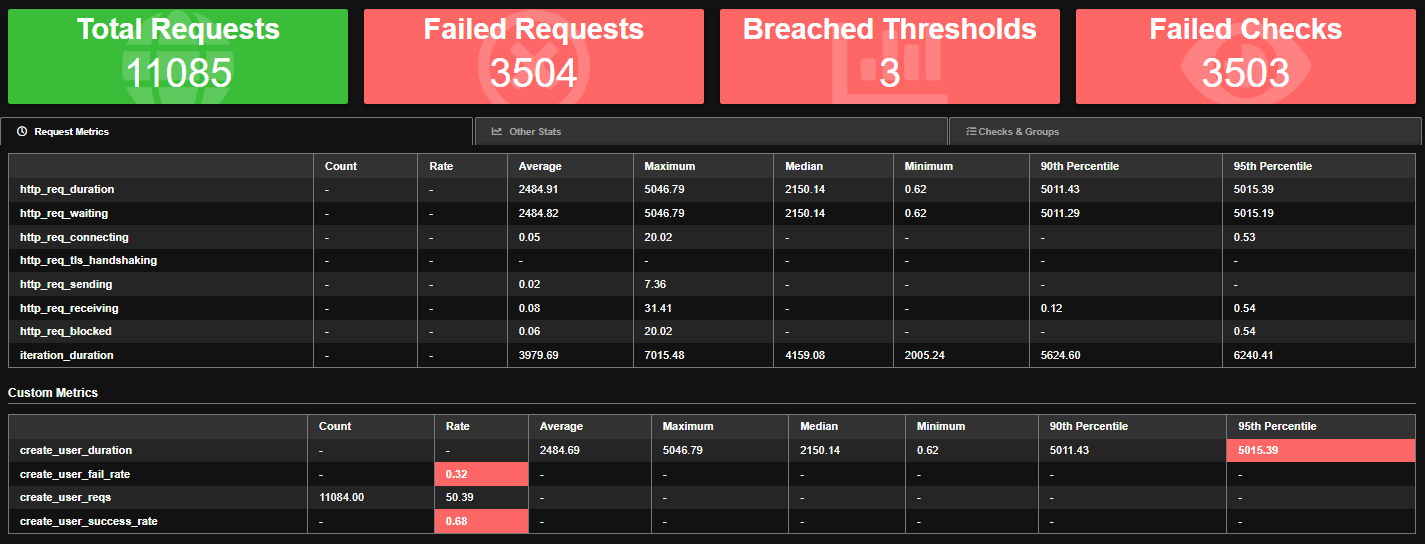 Total Requests Failed Requests Breached Thresholds Failed Checks
11085 3504 3 3503
Request Metrics Other Stats Checks & Groups
Count Rate Average Maximum Median Minimum 90th Percentile 95th Percentile
http_req_duration - - 2484.91 5046.79 2150.14 0.62 5011.43 5015.39
http_req_waiting - - 2484.82 5046.79 2150.14 0.62 5011.29 5015.19
http_req_connecting - - 0.05 20.02 - - - 0.53
http_req_tls_handshaking - - - - - - - -
http_req_sending - - 0.02 7.36 - - - -
http_req_receiving - - 0.08 31.41 - - 0.12 0.54
http_req_blocked - - 0.06 20.02 - - - 0.54
iteration_duration - - 3979.69 7015.48 4159.08 2005.24 5624.60 6240.41
Custom Metrics
Count Rate Average Maximum Median Minimum 90th Percentile 95th Percentile
create_user_duration - - 2484.69 5046.79 2150.14 0.62 5011.43 5015.39
create_user_fail_rate - 0.32 - - - - - -
create_user_reqs 11084.00 50.39 - - - - - -
create_user_success_rate - 0.68 - - - - - -